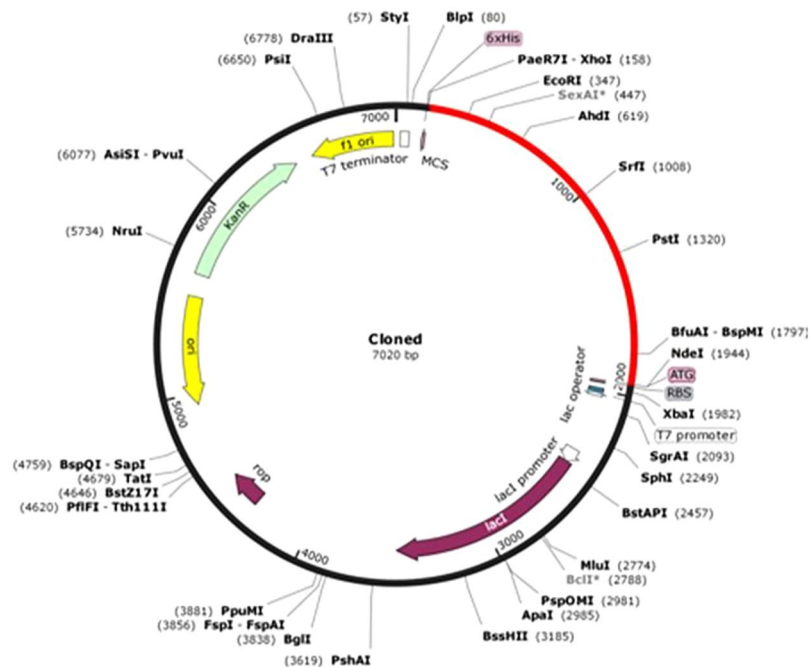 (57) StyI
BlpI (80)
6xHis
PaeR7I - XhoI (158)
EcoRI (347)
SexAI* (447)
AhdI (619)
SrfI (1008)
PstI (1320)
BfuAI - BspMI (1797)
NdeI (1944)
ATG
RBS
XbaI (1982)
T7 promoter
SgrAI (2093)
SphI (2249)
BstAPI (2457)
MluI (2774)
BclI* (2788)
PspOMI (2981)
ApaI (2985)
BssHII (3185)
(3619) PshAI
(3838) BglI
(3856) FspI - FspAI
(3881) PpuMI
(4620) PflFI - Tth111I
(4646) BstZ17I
(4679) TatI
(4759) BspQI - SapI
(5734) NruI
(6077) AsiSI - PvuI
(6650) PsiI
(6778) DraIII
7000
1000
2000
3000
4000
5000
6000
f1 ori
T7 terminator
MCS
KanR
ori
rop
lacI
lacI promoter
lac operator
Cloned
7020 bp